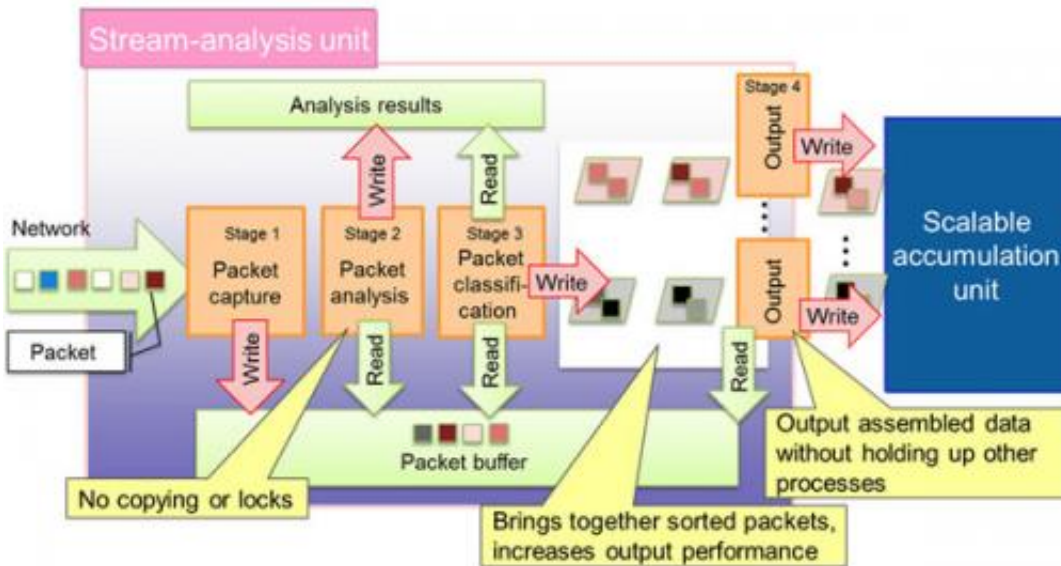 Stream-analysis unit
Analysis results
Stage 4
Output
Write
Write
Read
Network
Stage 1
Packet
capture
Stage 2
Packet
analysis
Stage 3
Packet
classifi-
cation
Write
Scalable
accumulation
unit
Output
Write
Packet
Write
Read
Read
Read
Packet buffer
No copying or locks
Brings together sorted packets,
increases output performance
Output assembled data
without holding up other
processes